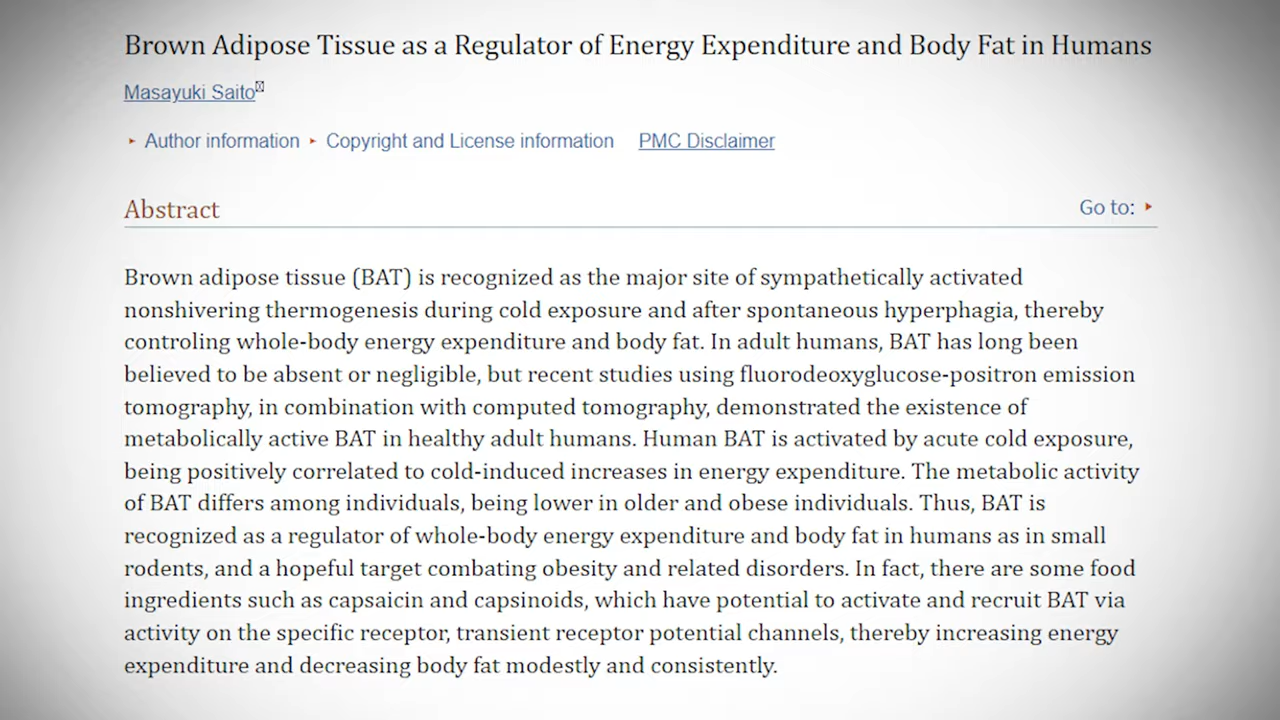 Brown Adipose Tissue as a Regulator of Energy Expenditure and Body Fat in Humans
Masayuki Saito
Author information Copyright and License information PMC Disclaimer
Abstract Go to:
Brown adipose tissue (BAT) is recognized as the major site of sympathetically activated
nonshivering thermogenesis during cold exposure and after spontaneous hyperphagia, thereby
controling whole-body energy expenditure and body fat. In adult humans, BAT has long been
believed to be absent or negligible, but recent studies using fluorodeoxyglucose-positron emission
tomography, in combination with computed tomography, demonstrated the existence of
metabolically active BAT in healthy adult humans. Human BAT is activated by acute cold exposure,
being positively correlated to cold-induced increases in energy expenditure. The metabolic activity
of BAT differs among individuals, being lower in older and obese individuals. Thus, BAT is
recognized as a regulator of whole-body energy expenditure and body fat in humans as in small
rodents, and a hopeful target combating obesity and related disorders. In fact, there are some food
ingredients such as capsaicin and capsinoids, which have potential to activate and recruit BAT via
activity on the specific receptor, transient receptor potential channels, thereby increasing energy
expenditure and decreasing body fat modestly and consistently.